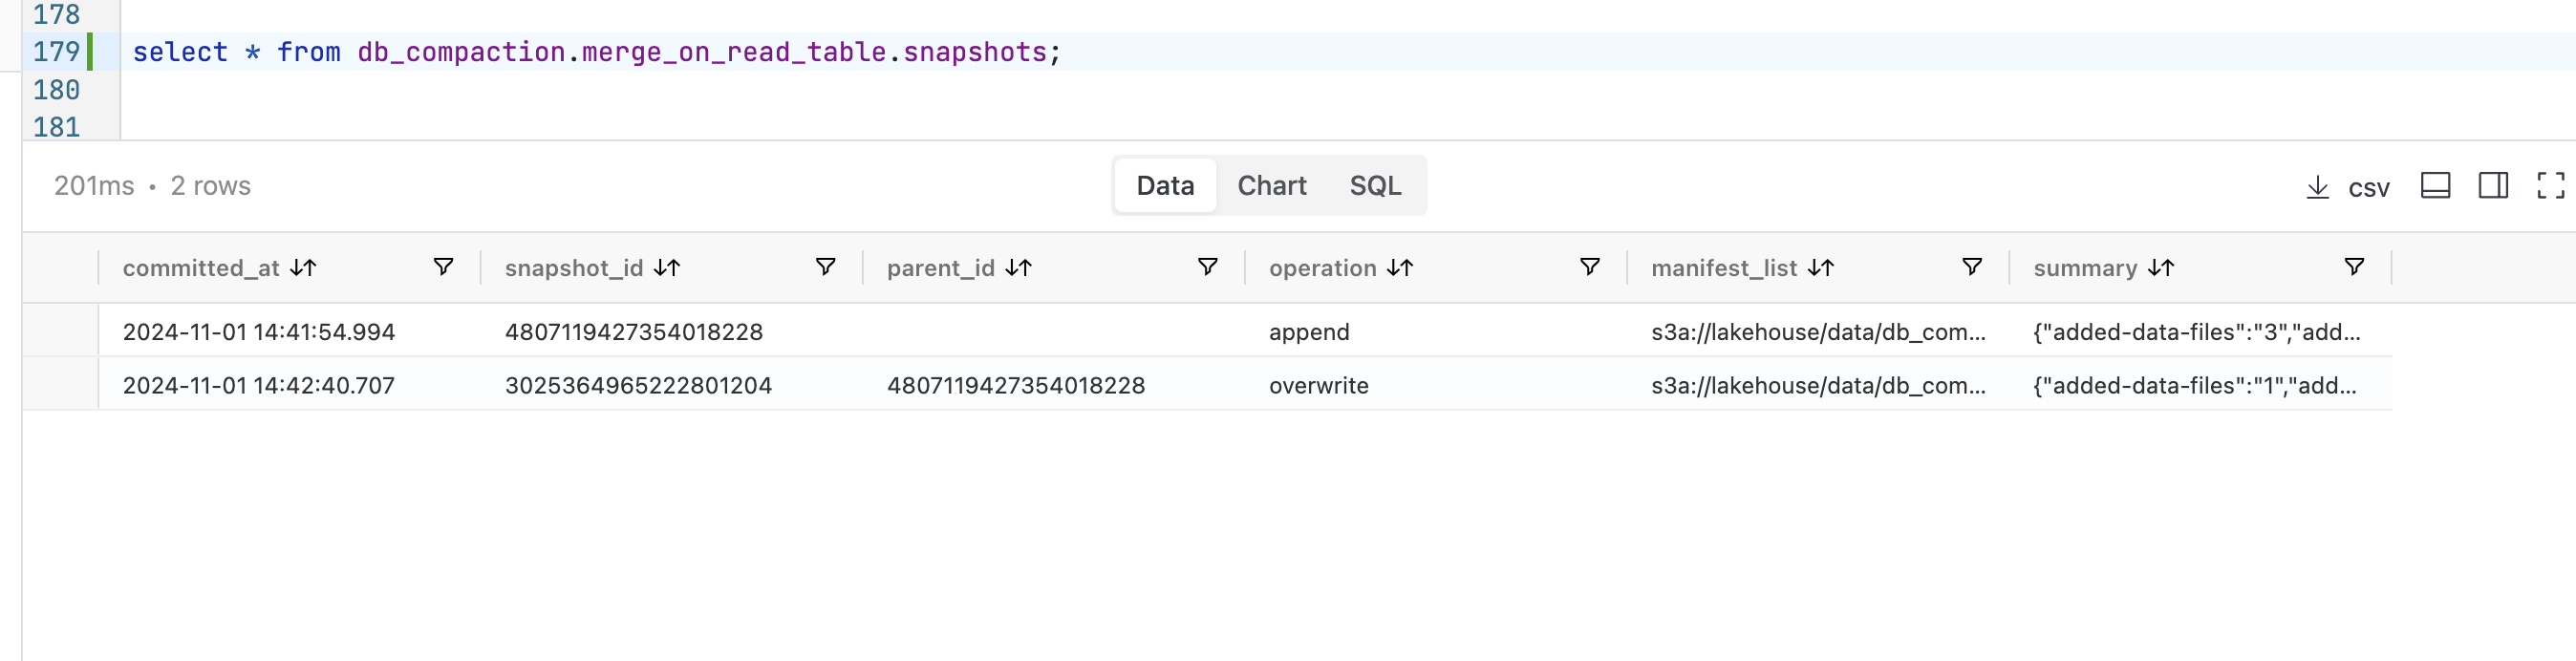 178
179 select * from db_compaction.merge_on_read_table.snapshots;
180
181
201ms • 2 rows Data Chart SQL csv
committed_at snapshot_id parent_id operation manifest_list summary
2024-11-01 14:41:54.994 4807119427354018228 append s3a://lakehouse/data/db_com... {"added-data-files":"3","add...
2024-11-01 14:42:40.707 3025364965222801204 4807119427354018228 overwrite s3a://lakehouse/data/db_com... {"added-data-files":"1","add...